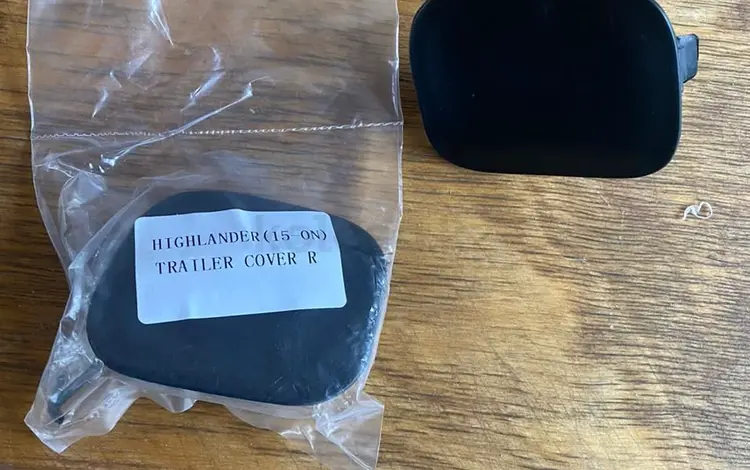 HIGHLANDER(15-ON)
TRAILER COVER R